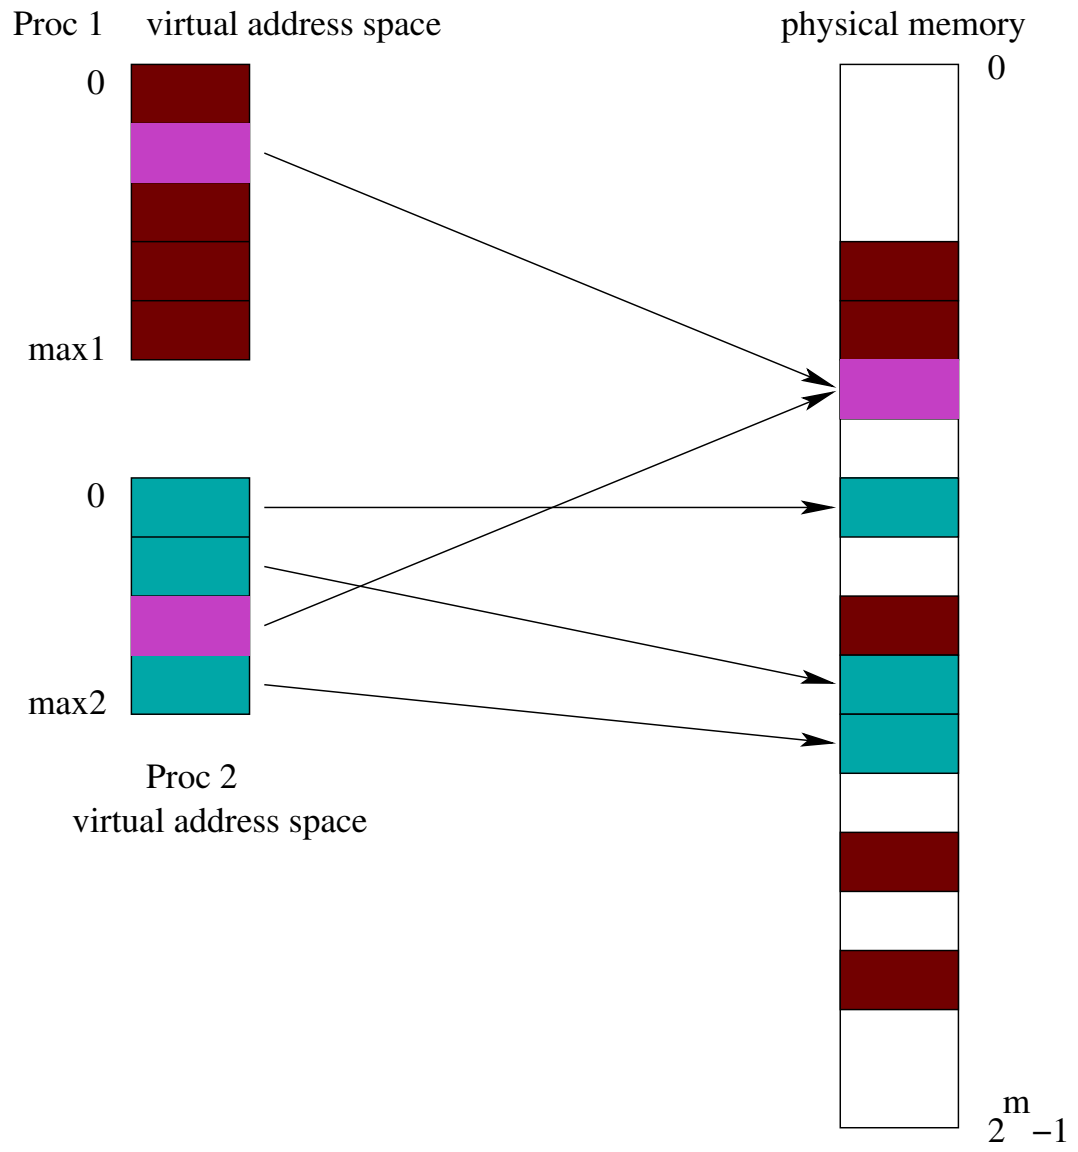 Proc 1 virtual address space
physical memory
0
0
max1
0
max2
Proc 2
virtual address space
m
2 −1